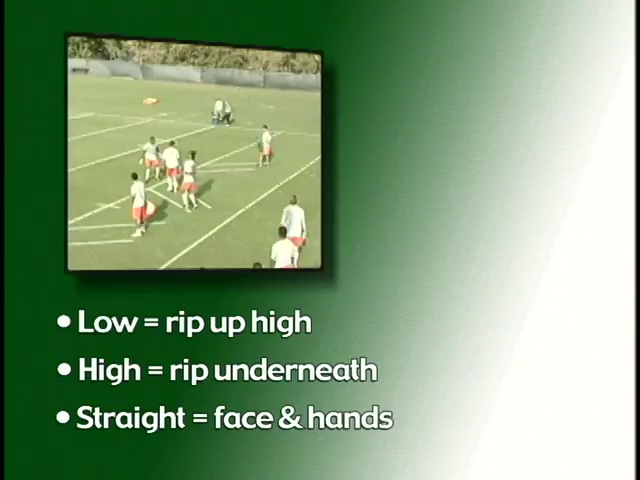 • Low = rip up high
• High = rip underneath
• Straight = face & hands